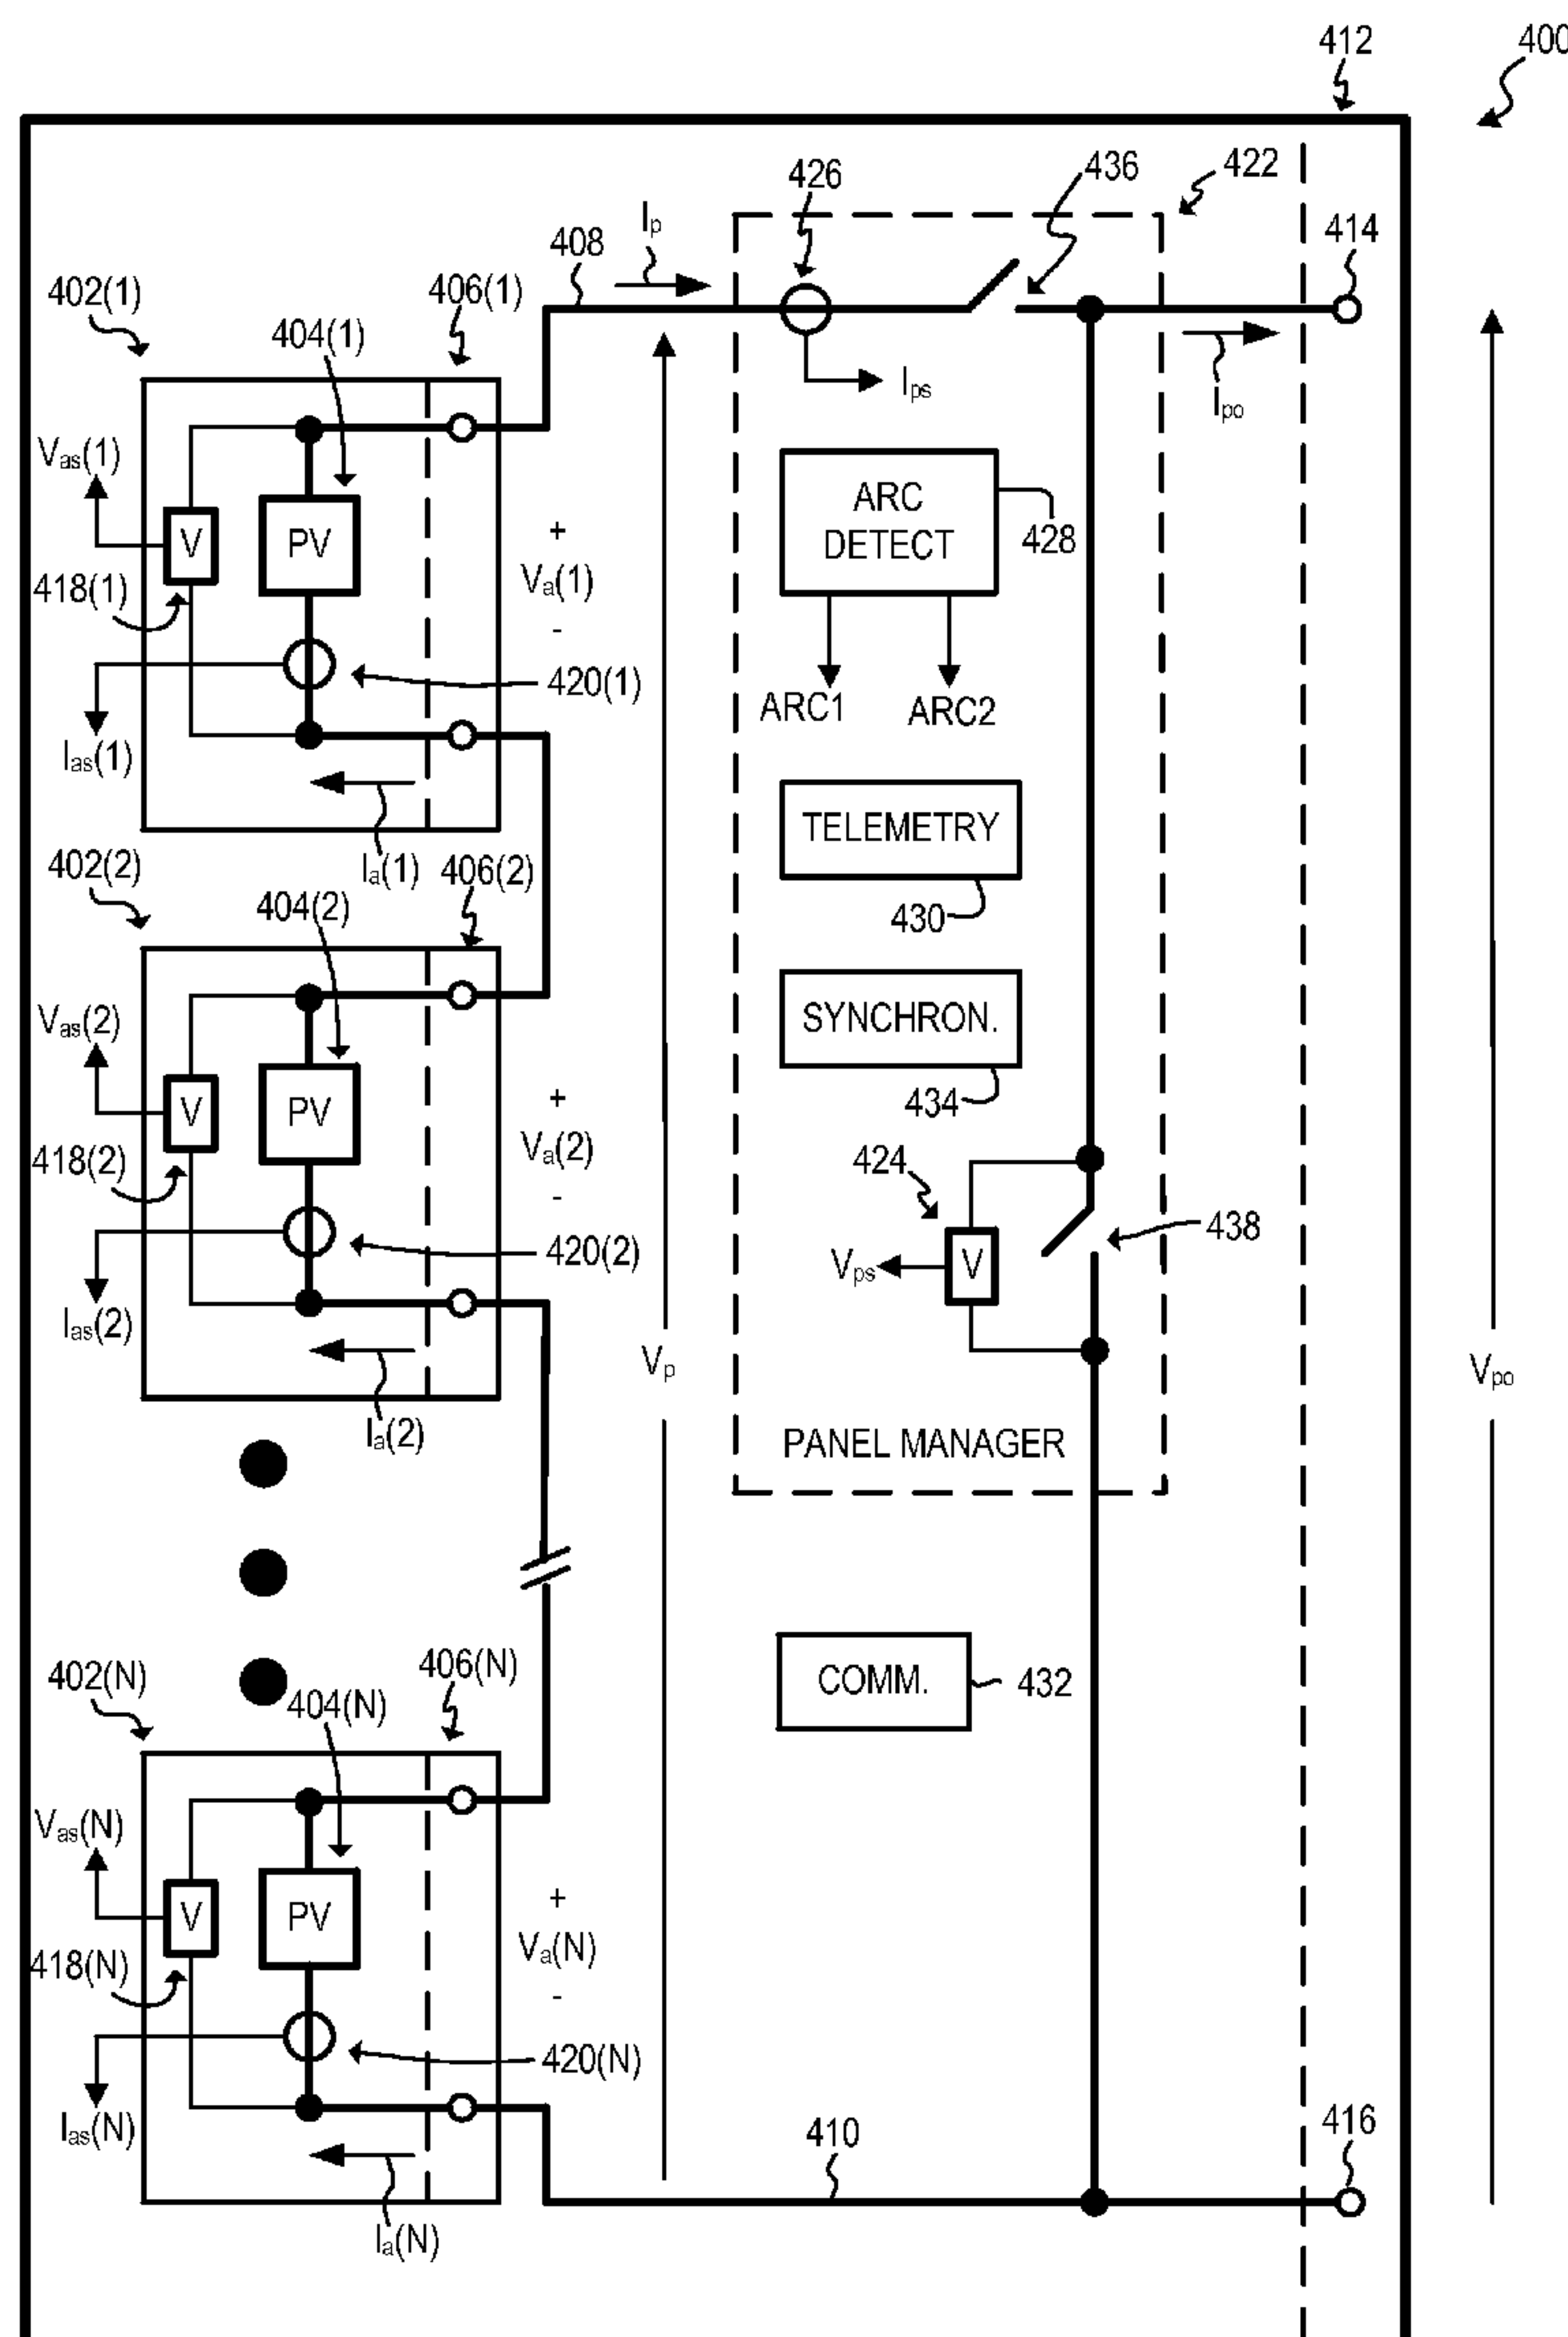 412
400
426
436
422
Ip
408
414
402(1)
406(1)
404(1)
Ips
Ipo
Vas(1)
ARC
DETECT
V
PV
+
Va(1)
-
428
418(1)
420(1)
ARC1
ARC2
Ias(1)
TELEMETRY
402(2)
Ia(1)
406(2)
404(2)
430
Vas(2)
SYNCHRON.
V
PV
+
Va(2)
-
434
418(2)
424
438
420(2)
Vps
V
Ias(2)
Vp
Vpo
Ia(2)
PANEL MANAGER
402(N)
406(N)
404(N)
COMM.
432
Vas(N)
V
PV
+
Va(N)
-
418(N)
420(N)
Ias(N)
410
416
Ia(N)